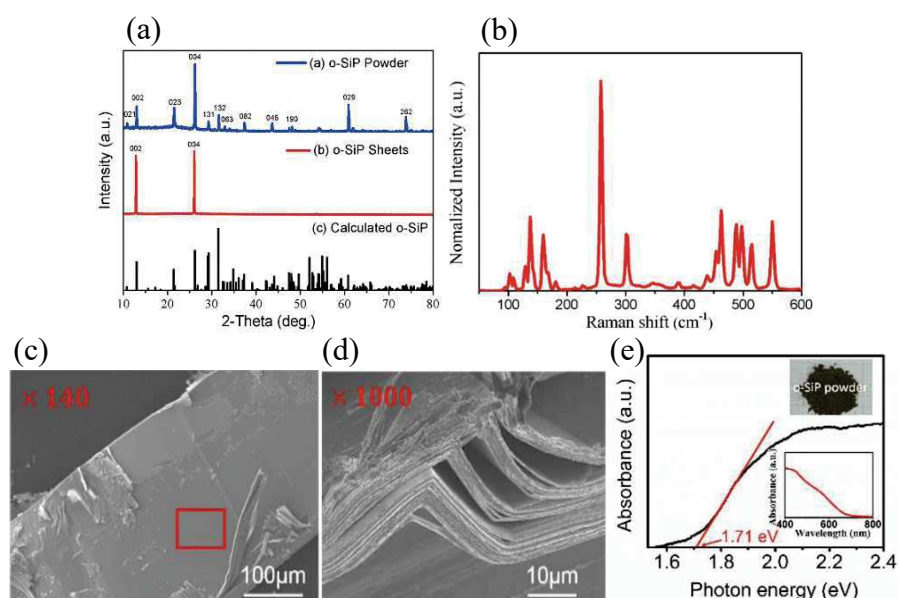 (a)
034
(a) o-SiP Powder
002
021
023
131
132
063
082
046
190
029
262
(b) o-SiP Sheets
002
034
(c) Calculated o-SiP
Intensity (a.u.)
10 20 30 40 50 60 70 80
2-Theta (deg.)
(b)
Nomalized Intensity (a.u.)
100 200 300 400 500 600
Raman shift (cm-1)
(c)
× 140
100μm
(d)
× 1000
10μm
(e)
o-SiP powder
Absorbance (a.u.)
Absorbance (a.u.)
400 600 800
Wavelength (nm)
1.71 eV
1.6 1.8 2.0 2.2 2.4
Photon energy (eV)